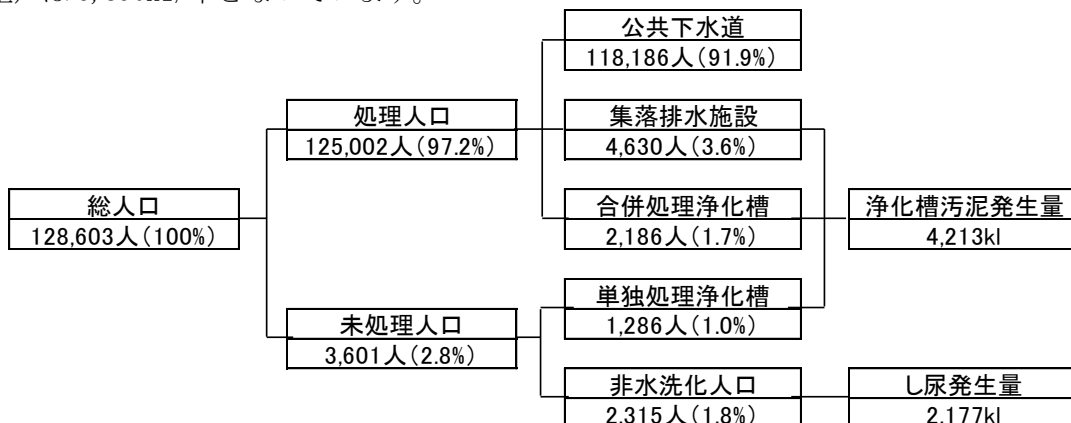 公共下水道
118,186人(91.9%)
処理人口
125,002人(97.2%)
集落排水施設
4,630人(3.6%)
総人口
128,603人(100%)
合併処理浄化槽
2,186人(1.7%)
浄化槽汚泥発生量
4,213kl
未処理人口
3,601人(2.8%)
単独処理浄化槽
1,286人(1.0%)
非水洗化人口
2,315人(1.8%)
し尿発生量
2,177kl